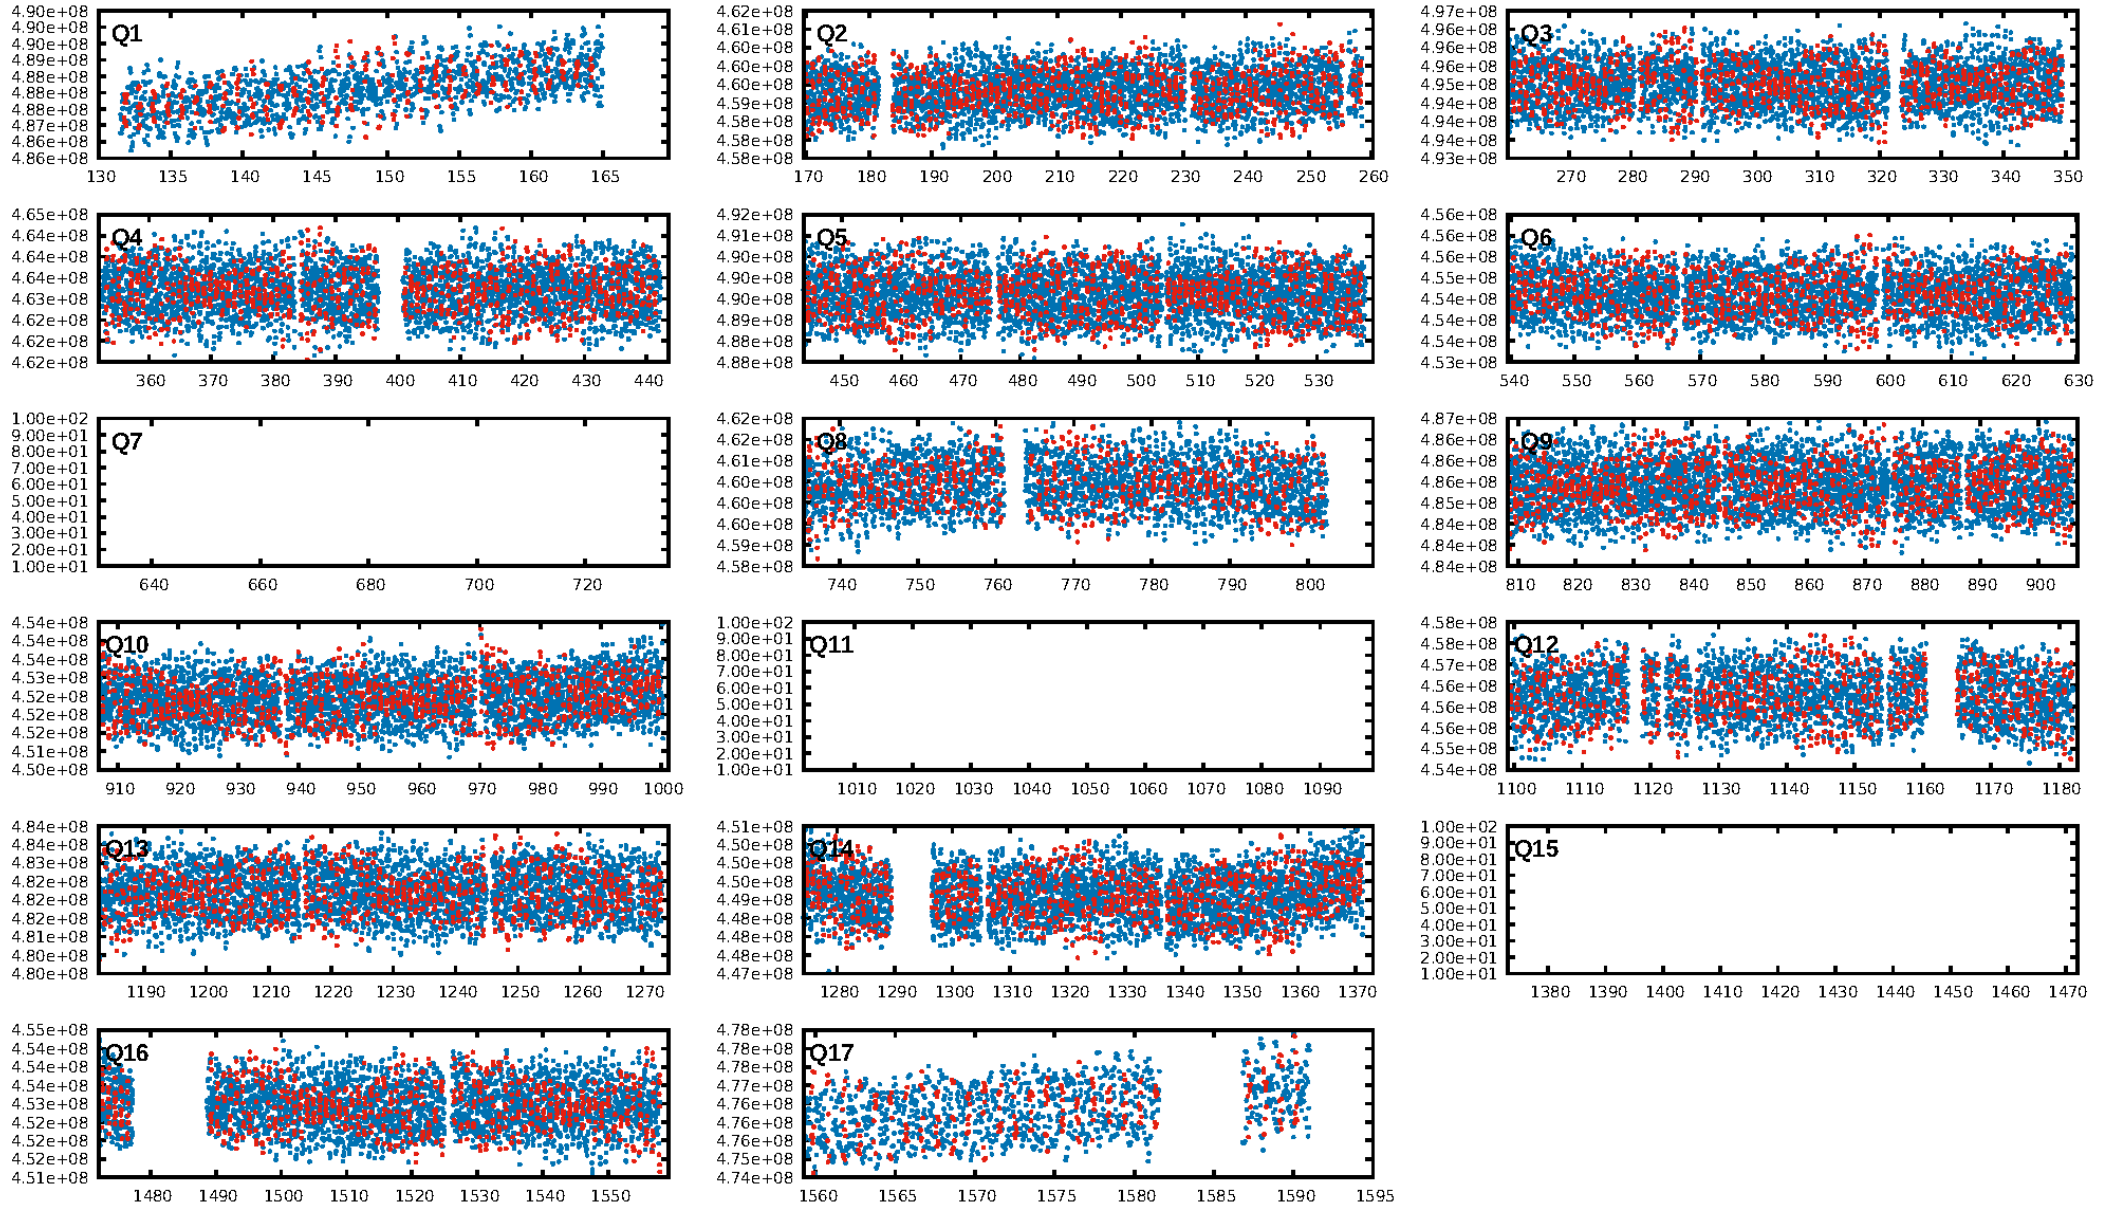 Q1
4.90e+08
4.90e+08
4.90e+08
4.89e+08
4.88e+08
4.88e+08
4.87e+08
4.87e+08
4.86e+08
4.86e+08
130 135 140 145 150 155 160 165
Q2
4.62e+08
4.61e+08
4.60e+08
4.60e+08
4.60e+08
4.59e+08
4.58e+08
4.58e+08
4.58e+08
170 180 190 200 210 220 230 240 250 260
Q3
4.97e+08
4.96e+08
4.96e+08
4.96e+08
4.95e+08
4.94e+08
4.94e+08
4.94e+08
4.93e+08
270 280 290 300 310 320 330 340 350
Q4
4.65e+08
4.64e+08
4.64e+08
4.64e+08
4.63e+08
4.62e+08
4.62e+08
4.62e+08
360 370 380 390 400 410 420 430 440
Q5
4.92e+08
4.91e+08
4.90e+08
4.90e+08
4.90e+08
4.89e+08
4.88e+08
4.88e+08
450 460 470 480 490 500 510 520 530
Q6
4.56e+08
4.56e+08
4.56e+08
4.55e+08
4.54e+08
4.54e+08
4.54e+08
4.53e+08
540 550 560 570 580 590 600 610 620 630
Q7
1.00e+02
9.00e+01
8.00e+01
7.00e+01
6.00e+01
5.00e+01
4.00e+01
3.00e+01
2.00e+01
1.00e+01
640 660 680 700 720
Q8
4.62e+08
4.62e+08
4.61e+08
4.60e+08
4.60e+08
4.60e+08
4.59e+08
4.58e+08
740 750 760 770 780 790 800
Q9
4.87e+08
4.86e+08
4.86e+08
4.86e+08
4.85e+08
4.84e+08
4.84e+08
4.84e+08
810 820 830 840 850 860 870 880 890 900
Q10
4.54e+08
4.54e+08
4.54e+08
4.53e+08
4.52e+08
4.52e+08
4.52e+08
4.51e+08
4.50e+08
910 920 930 940 950 960 970 980 990 1000
Q11
1.00e+02
9.00e+01
8.00e+01
7.00e+01
6.00e+01
5.00e+01
4.00e+01
3.00e+01
2.00e+01
1.00e+01
1010 1020 1030 1040 1050 1060 1070 1080 1090
Q12
4.58e+08
4.58e+08
4.57e+08
4.56e+08
4.56e+08
4.56e+08
4.55e+08
4.54e+08
1100 1110 1120 1130 1140 1150 1160 1170 1180
Q13
4.84e+08
4.84e+08
4.83e+08
4.82e+08
4.82e+08
4.82e+08
4.81e+08
4.80e+08
4.80e+08
1190 1200 1210 1220 1230 1240 1250 1260 1270
Q14
4.51e+08
4.50e+08
4.50e+08
4.50e+08
4.49e+08
4.48e+08
4.48e+08
4.48e+08
4.47e+08
1280 1290 1300 1310 1320 1330 1340 1350 1360 1370
Q15
1.00e+02
9.00e+01
8.00e+01
7.00e+01
6.00e+01
5.00e+01
4.00e+01
3.00e+01
2.00e+01
1.00e+01
1380 1390 1400 1410 1420 1430 1440 1450 1460 1470
Q16
4.55e+08
4.54e+08
4.54e+08
4.54e+08
4.53e+08
4.52e+08
4.52e+08
4.52e+08
4.51e+08
1480 1490 1500 1510 1520 1530 1540 1550
Q17
4.78e+08
4.78e+08
4.78e+08
4.77e+08
4.76e+08
4.76e+08
4.76e+08
4.75e+08
4.74e+08
1560 1565 1570 1575 1580 1585 1590 1595